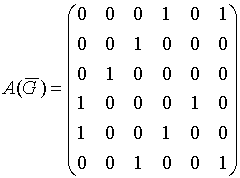 0 0 0 1 0 1
0 0 1 0 0 0
0 1 0 0 0 0
A(G̅) = 1 0 0 0 1 0
1 0 0 1 0 0
0 0 1 0 0 1